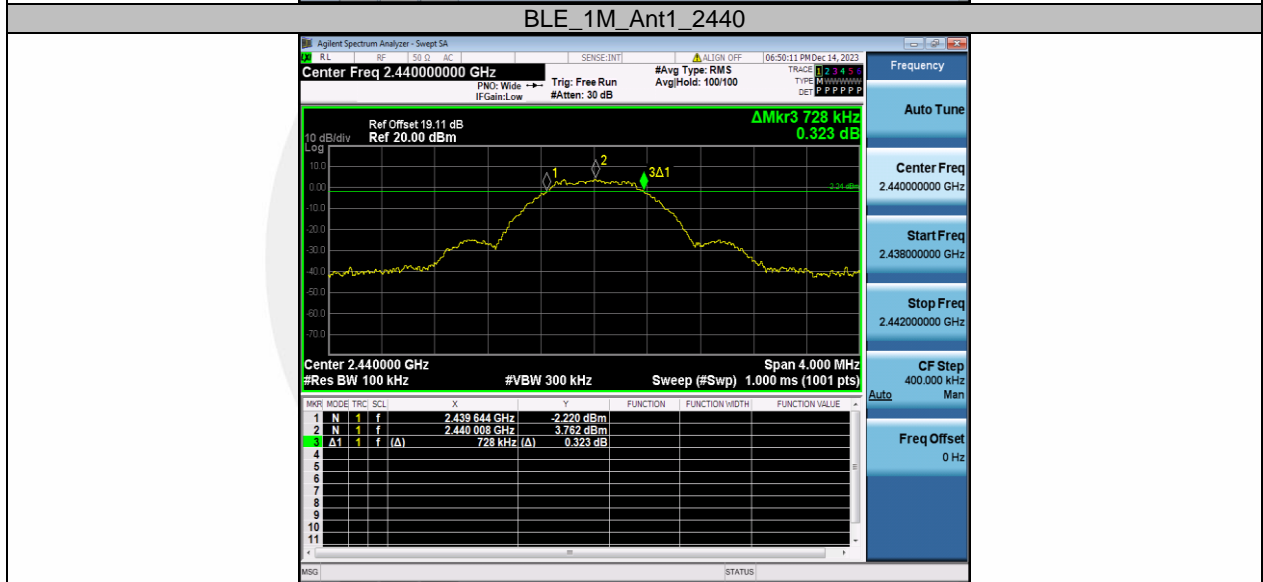 BLE_1M_Ant1_2440
Agilent Spectrum Analyzer - Swept SA
RL RF 50 Ω AC SENSE:INT ALIGN OFF 06:50:11 PM Dec 14, 2023
Center Freq 2.440000000 GHz
PNO: Wide
IFGain:Low
Trig: Free Run
#Atten: 30 dB
#Avg Type: RMS
Avg|Hold: 100/100
TRACE 1 2 3 4 5 6
TYPE MWWWWW
DET P P P P P P
Frequency
Auto Tune
Center Freq
2.440000000 GHz
Start Freq
2.438000000 GHz
Stop Freq
2.442000000 GHz
CF Step
400.000 kHz
Auto Man
Freq Offset
0 Hz
ΔMkr3 728 kHz
0.323 dB
Ref Offset 19.11 dB
10 dB/div Ref 20.00 dBm
Log
10.0
0.00
-10.0
-20.0
-30.0
-40.0
-50.0
-60.0
-70.0
1
2
3Δ1
-2.24 dBm
Center 2.440000 GHz Span 4.000 MHz
#Res BW 100 kHz #VBW 300 kHz Sweep (#Swp) 1.000 ms (1001 pts)
MKR MODE TRC SCL X Y FUNCTION FUNCTION WIDTH FUNCTION VALUE
1 N 1 f 2.439 644 GHz -2.220 dBm
2 N 1 f 2.440 008 GHz 3.762 dBm
3 Δ1 1 f (Δ) 728 kHz (Δ) 0.323 dB
4
5
6
7
8
9
10
11
MSG STATUS